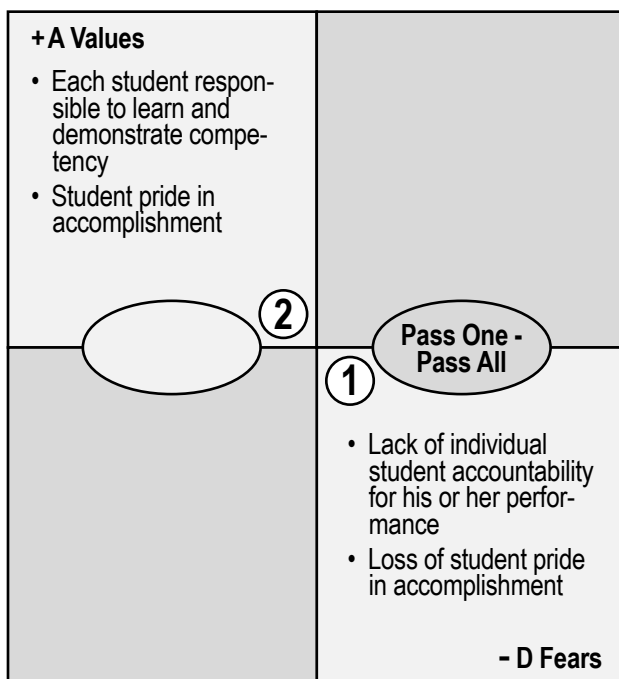 +A Values
• Each student respon-
sible to learn and
demonstrate compe-
tency
• Student pride in
accomplishment
2
Pass One -
Pass All
1
• Lack of individual
student accountability
for his or her perfor-
mance
• Loss of student pride
in accomplishment
- D Fears